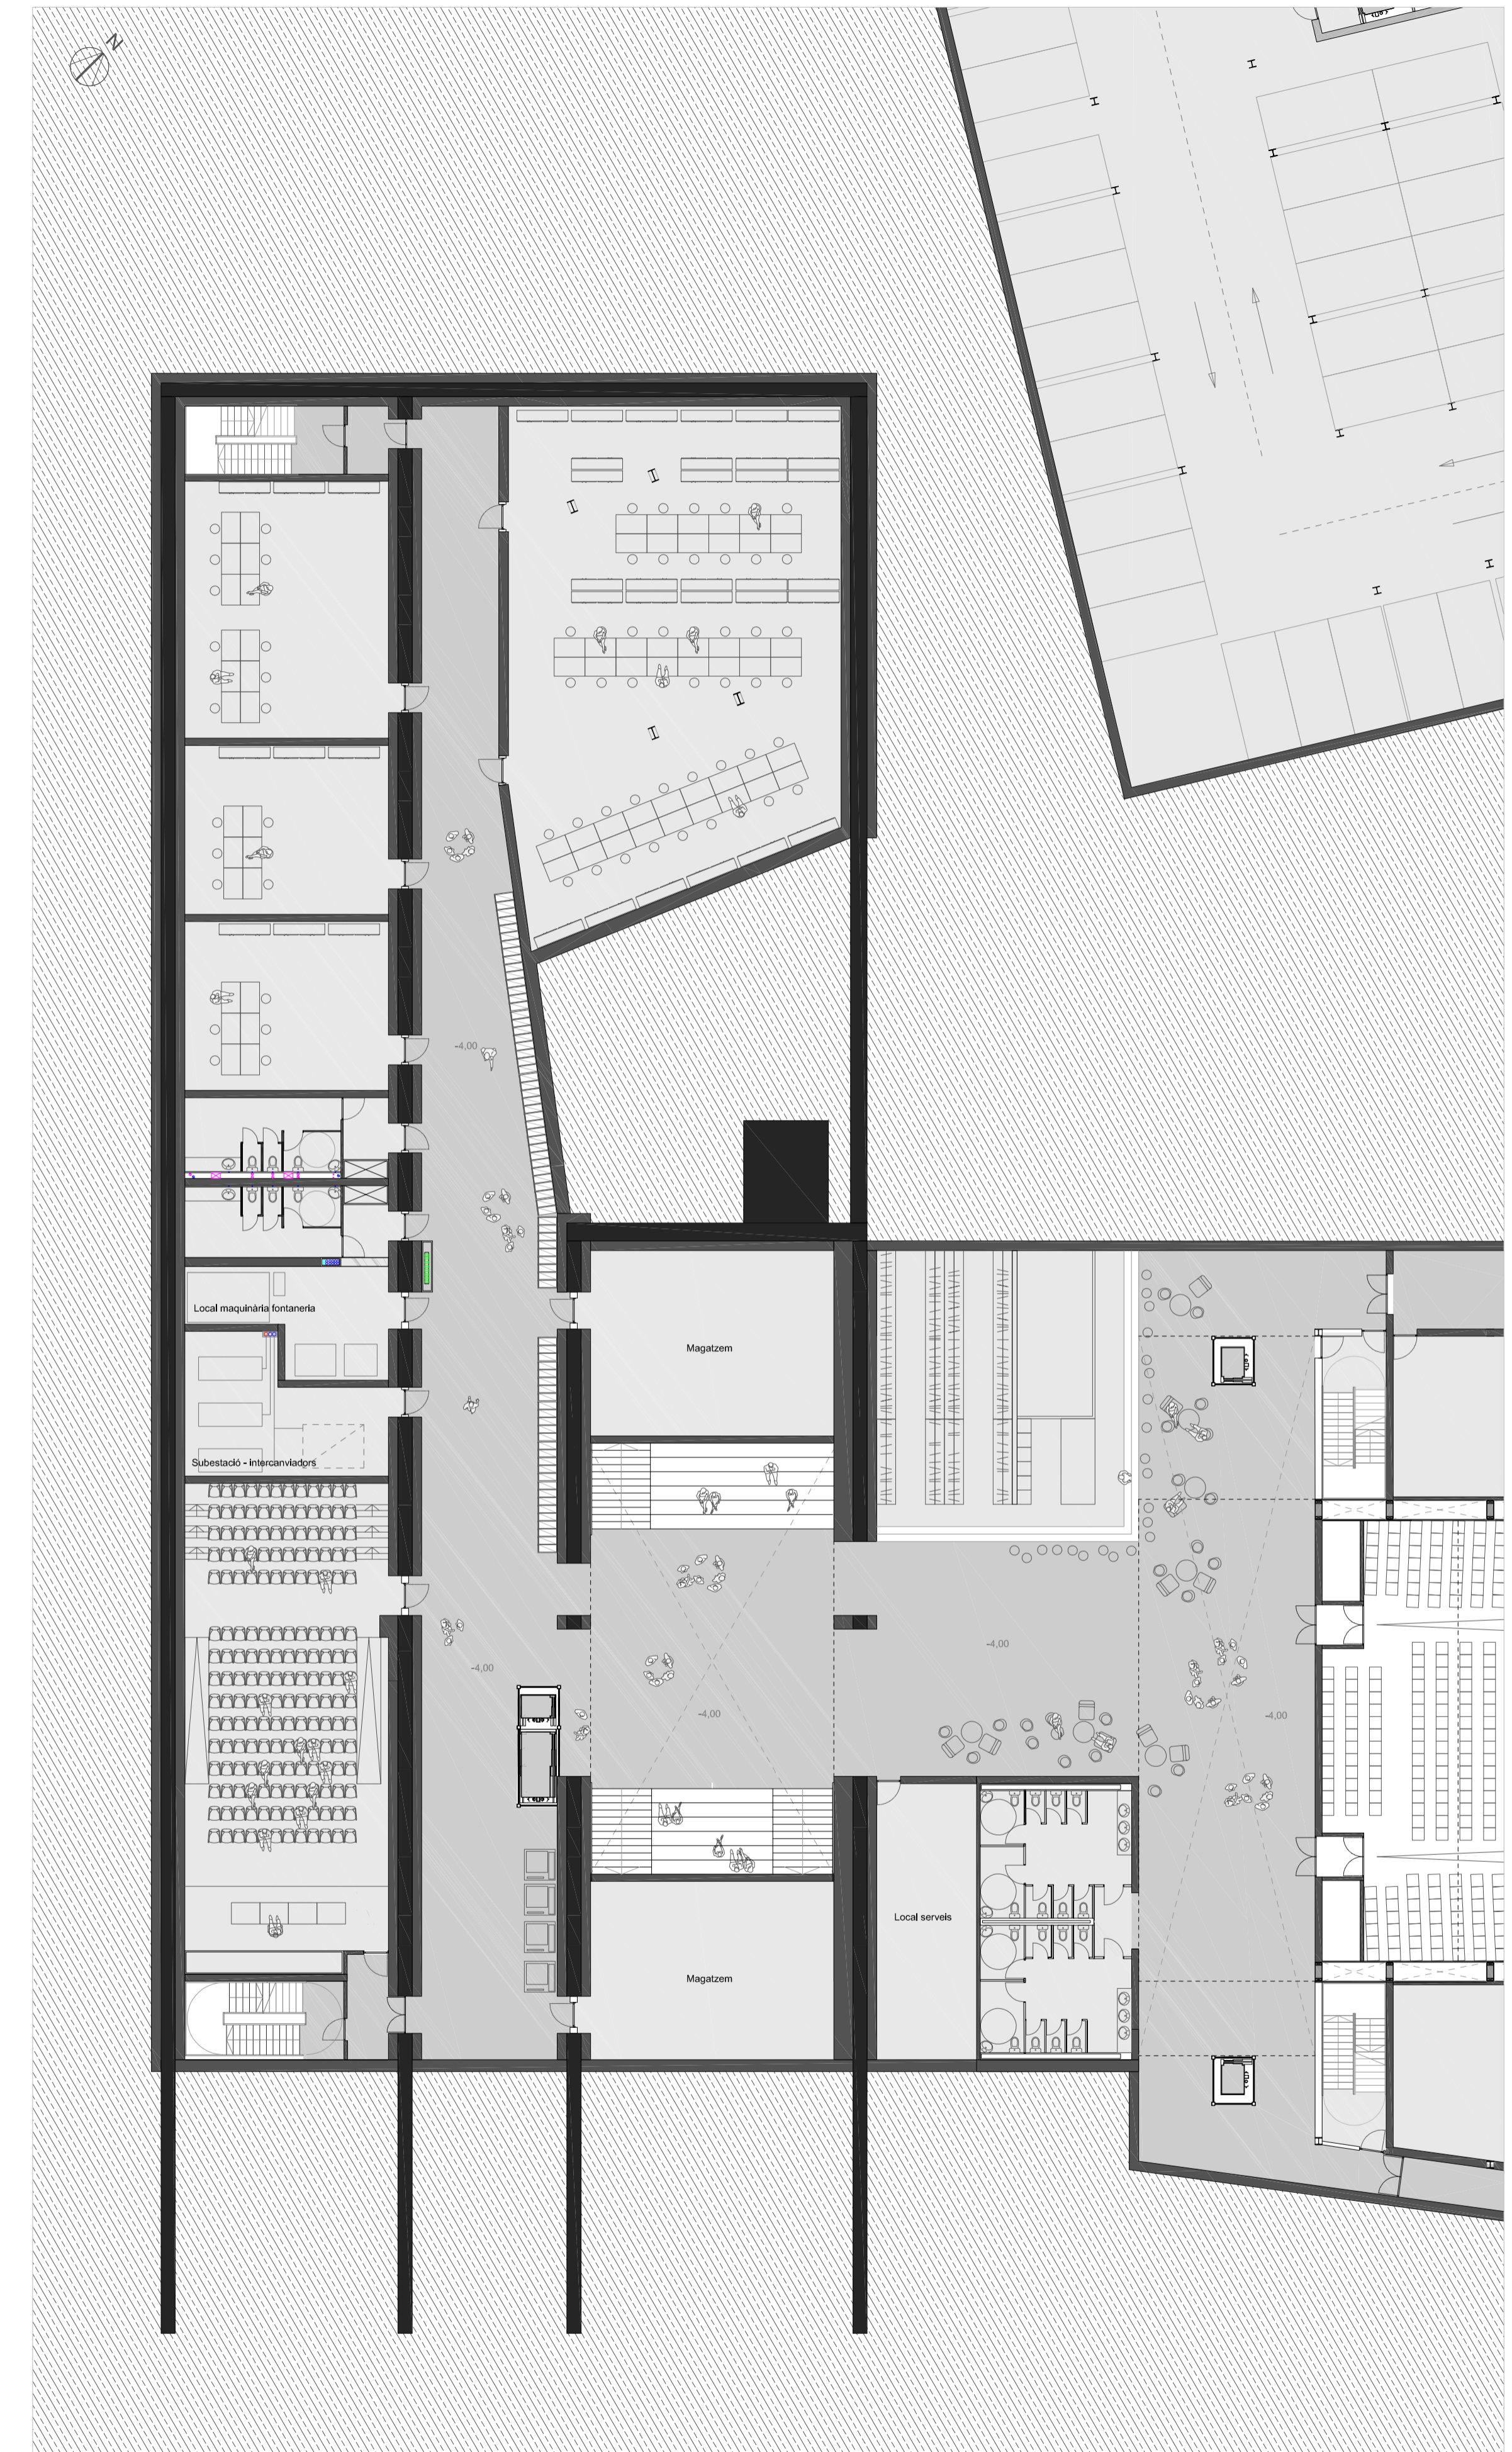 N
-4,00
Local maquinària fontaneria
Magatzem
Subestació - intercanviadors
-4,00
-4,00
-4,00
-4,00
Local serveis
Magatzem